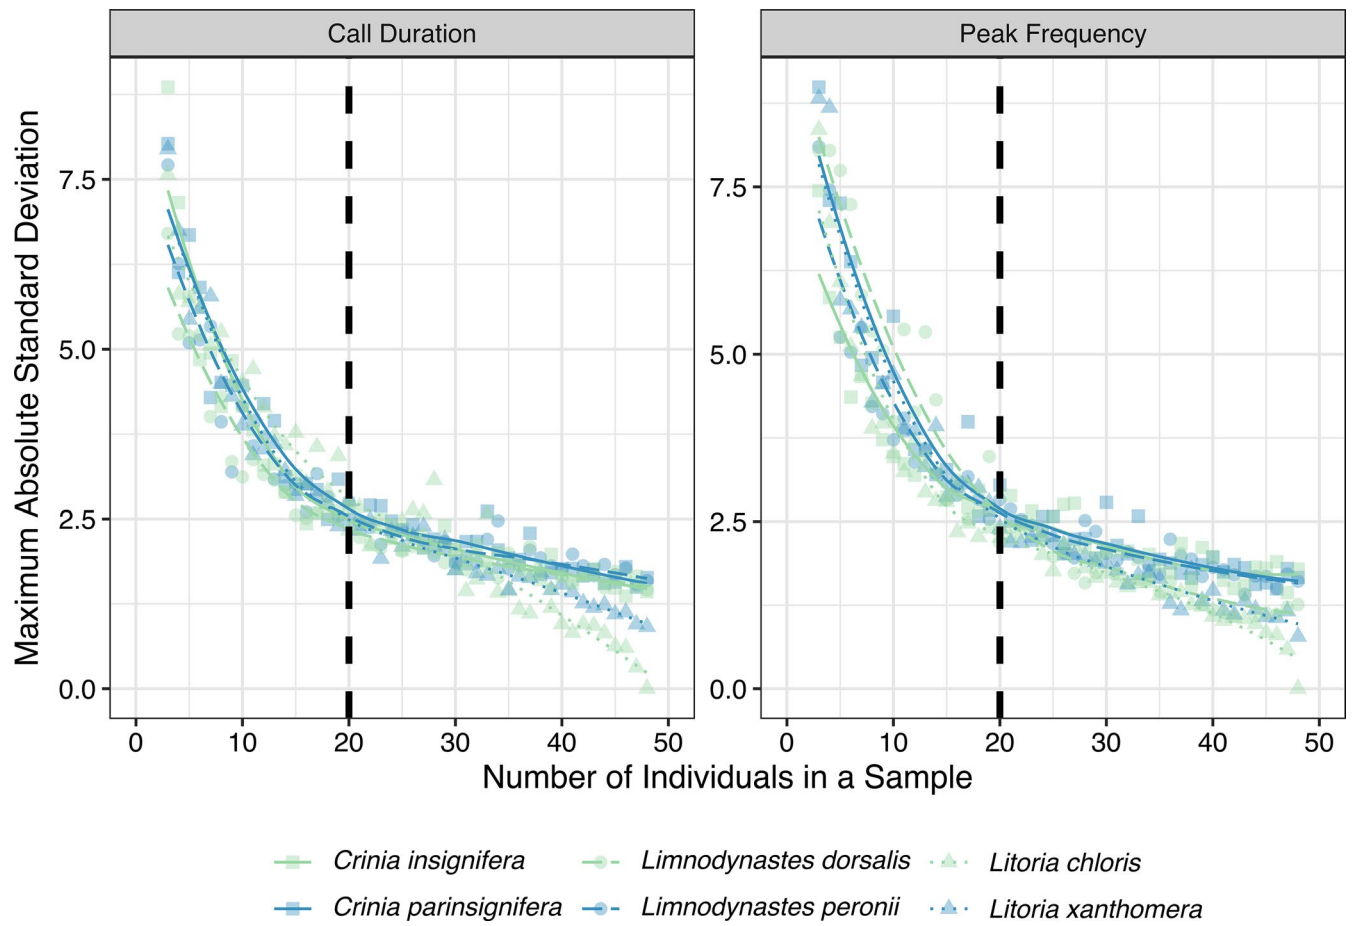 Call Duration
Peak Frequency
Maximum Absolute Standard Deviation
7.5
5.0
2.5
0.0
7.5
5.0
2.5
0.0
0 10 20 30 40 50
0 10 20 30 40 50
Number of Individuals in a Sample
Crinia insignifera Limnodynastes dorsalis Litoria chloris
Crinia parinsignifera Limnodynastes peronii Litoria xanthomera